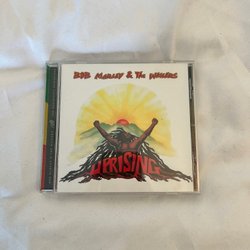 BOB MARLEY & THE WAILERS
UPRISING